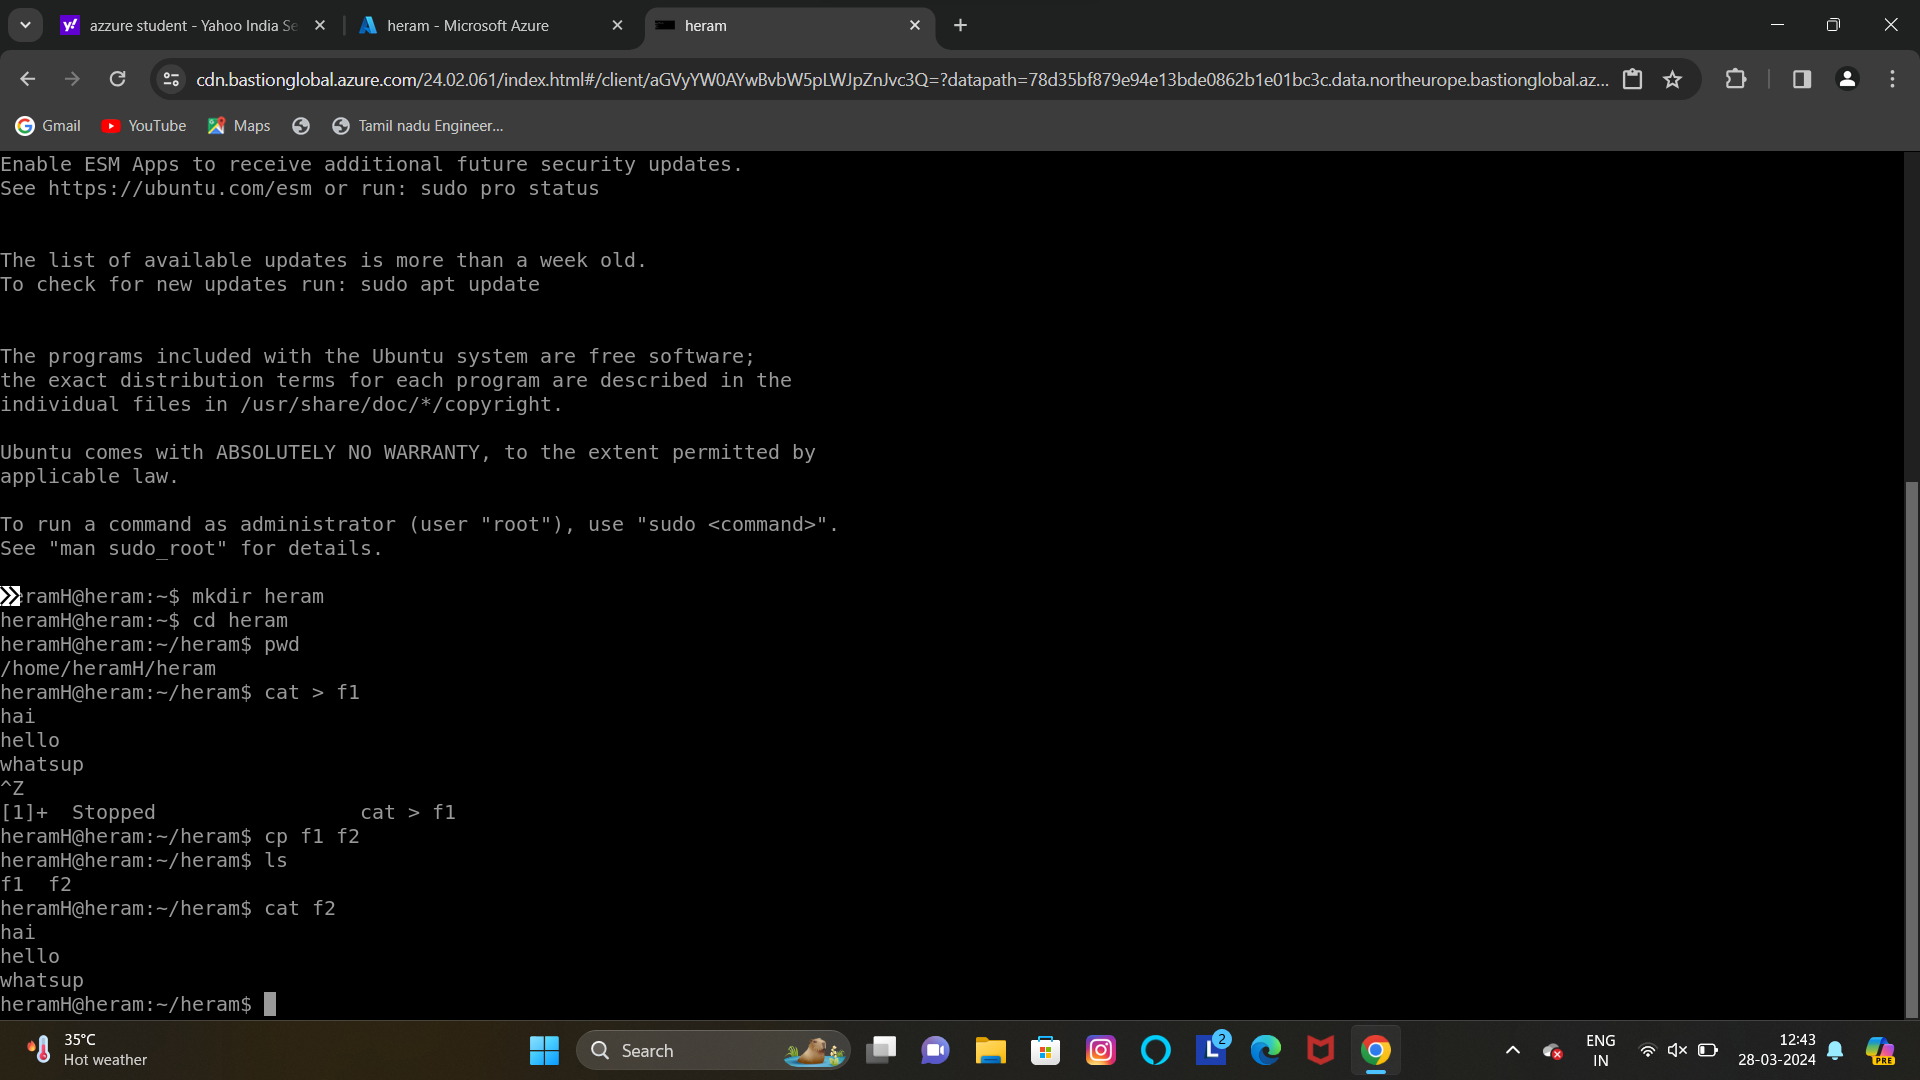 azzure student - Yahoo India Se
heram - Microsoft Azure
heram
cdn.bastionglobal.azure.com/24.02.061/index.html#/client/aGVyYW0AYwBvbW5pLWJpZnJvc3Q=?datapath=78d35bf879e94e13bde0862b1e01bc3c.data.northeurope.bastionglobal.az...
Gmail
YouTube
Maps
Tamil nadu Engineer...
Enable ESM Apps to receive additional future security updates.
See https://ubuntu.com/esm or run: sudo pro status
The list of available updates is more than a week old.
To check for new updates run: sudo apt update
The programs included with the Ubuntu system are free software;
the exact distribution terms for each program are described in the
individual files in /usr/share/doc/*/copyright.
Ubuntu comes with ABSOLUTELY NO WARRANTY, to the extent permitted by
applicable law.
To run a command as administrator (user "root"), use "sudo <command>".
See "man sudo_root" for details.
eramH@heram:~$ mkdir heram
heramH@heram:~$ cd heram
heramH@heram:~/heram$ pwd
/home/heramH/heram
heramH@heram:~/heram$ cat > f1
hai
hello
whatsup
^Z
[1]+  Stopped                 cat > f1
heramH@heram:~/heram$ cp f1 f2
heramH@heram:~/heram$ ls
f1  f2
heramH@heram:~/heram$ cat f2
hai
hello
whatsup
heramH@heram:~/heram$
35°C
Hot weather
Search
L
2
ENG
IN
12:43
28-03-2024
PRE